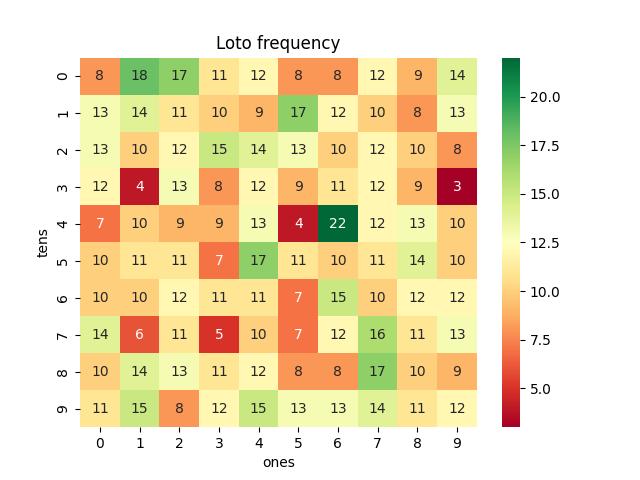 Loto frequency
0 8 18 17 11 12 8 8 12 9 14
1 13 14 11 10 9 17 12 10 8 13
2 13 10 12 15 14 13 10 12 10 8
3 12 4 13 8 12 9 11 12 9 3
4 7 10 9 9 13 4 22 12 13 10
5 10 11 11 7 17 11 10 11 14 10
6 10 10 12 11 11 7 15 10 12 12
7 14 6 11 5 10 7 12 16 11 13
8 10 14 13 11 12 8 8 17 10 9
9 11 15 8 12 15 13 13 14 11 12
0 1 2 3 4 5 6 7 8 9
tens
ones
20.0
17.5
15.0
12.5
10.0
7.5
5.0